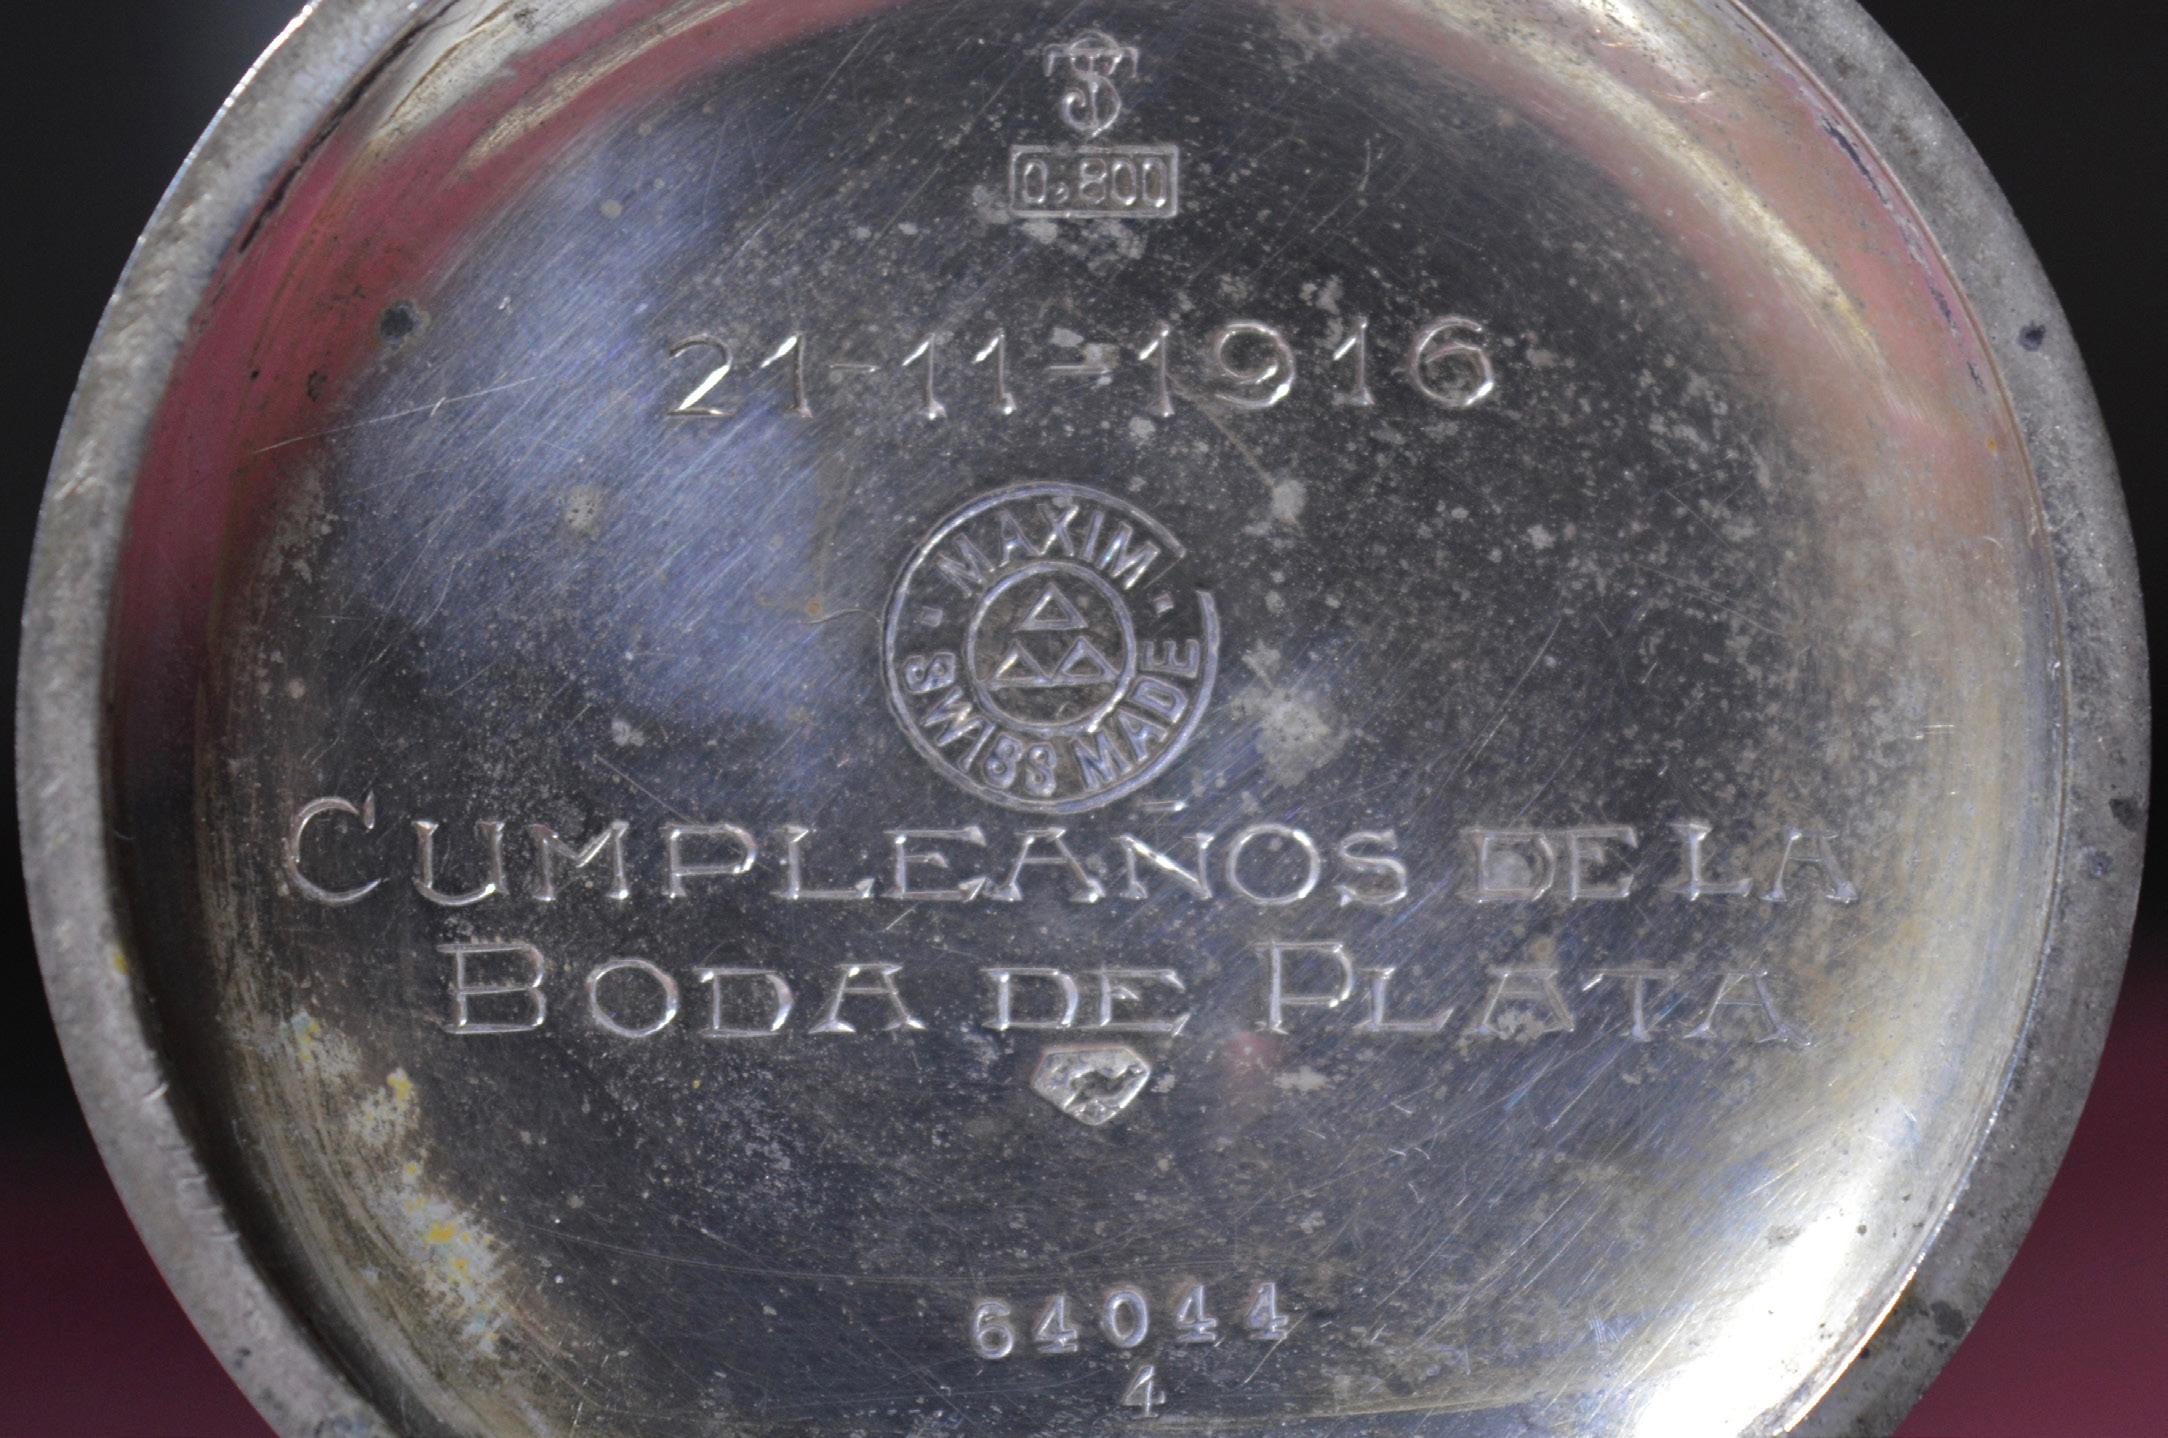 0,800
21-11-1916
MAXIM
SWISS MADE
CUMPLEAÑOS DE LA
BODA DE PLATA
64044
4